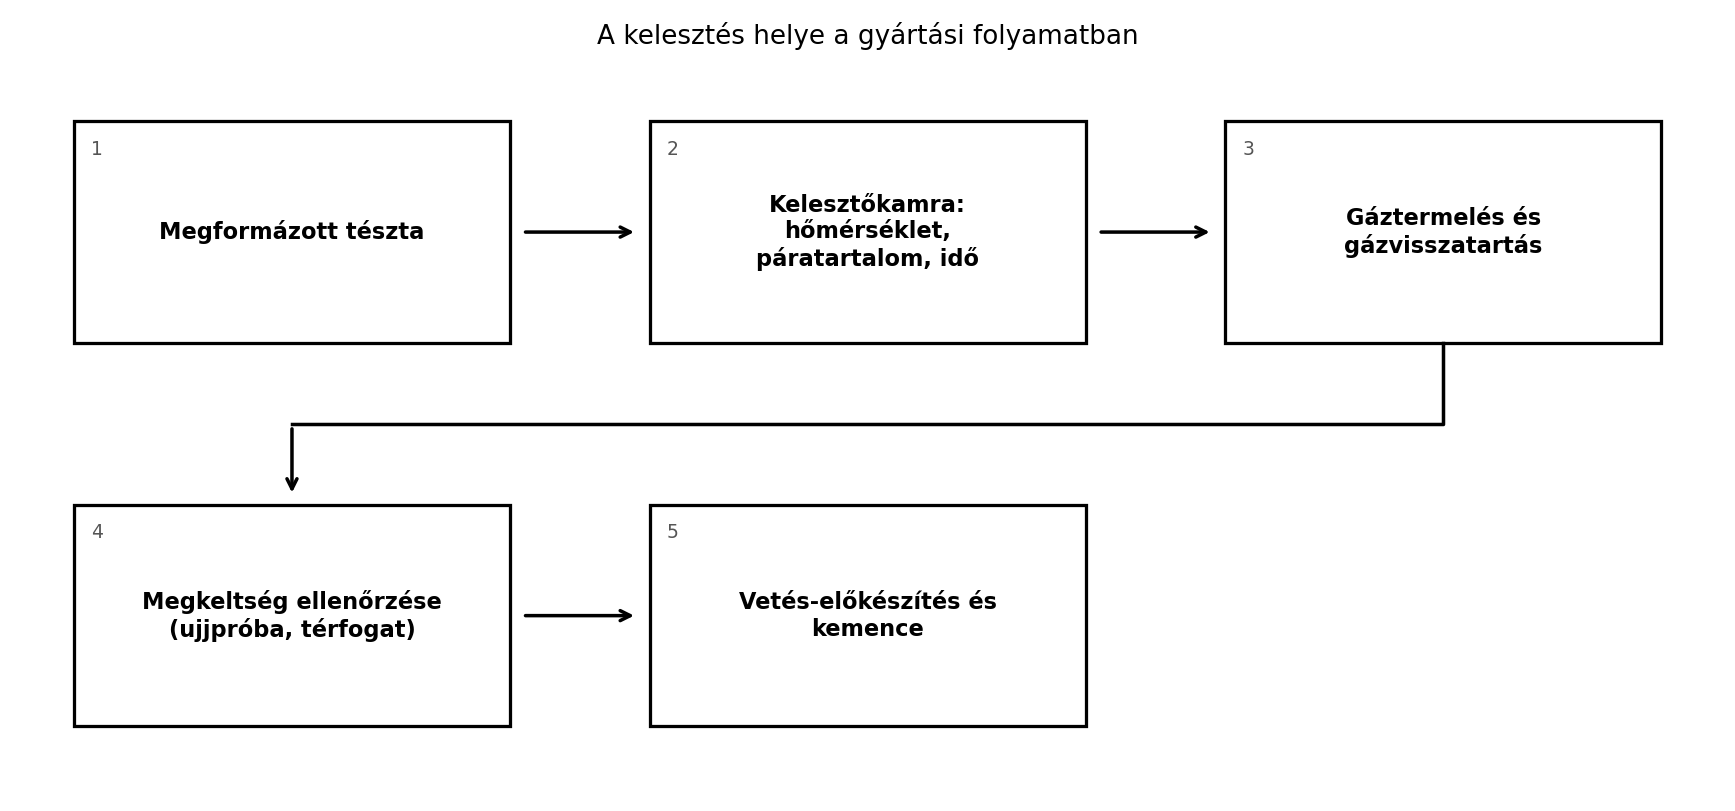 A kelesztés helye a gyártási folyamatban
1
Megformázott tészta
2
Kelesztőkamra:
hőmérséklet,
páratartalom, idő
3
Gáztermelés és
gázvisszatartás
4
Megkeltség ellenőrzése
(ujjpróba, térfogat)
5
Vetés-előkészítés és
kemence